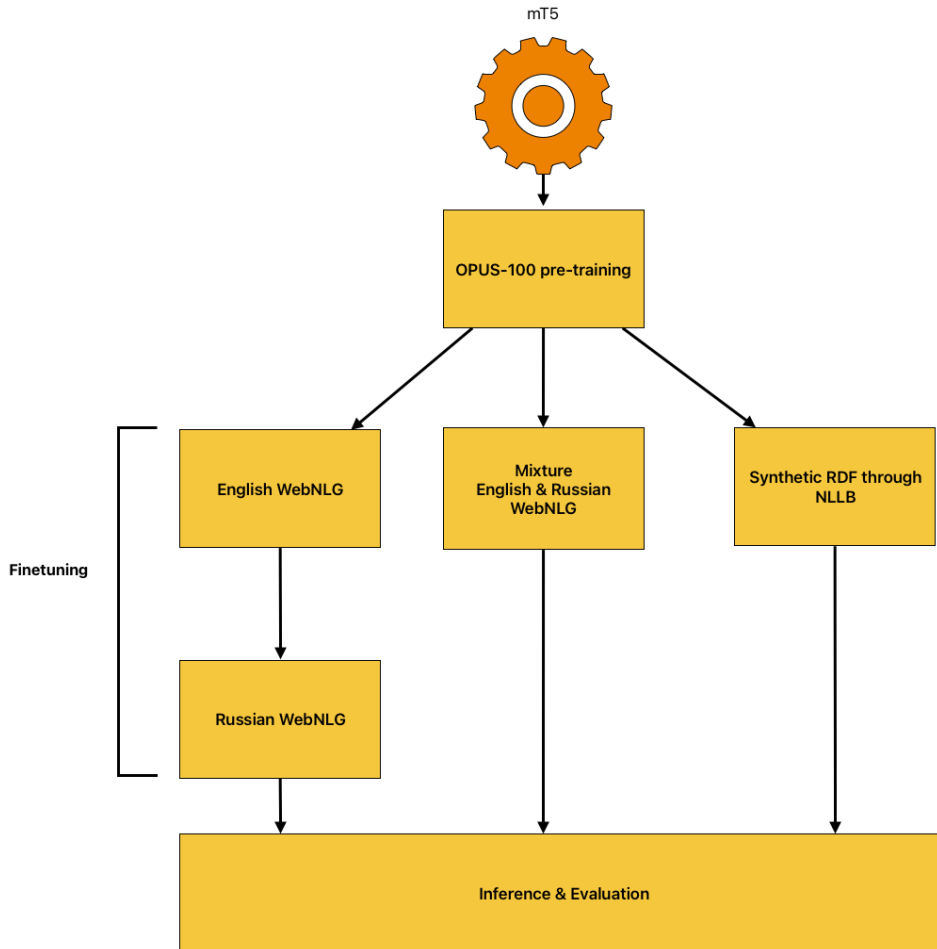 mT5
OPUS-100 pre-training
English WebNLG
Mixture
English & Russian
WebNLG
Synthetic RDF through
NLLB
Finetuning
Russian WebNLG
Inference & Evaluation